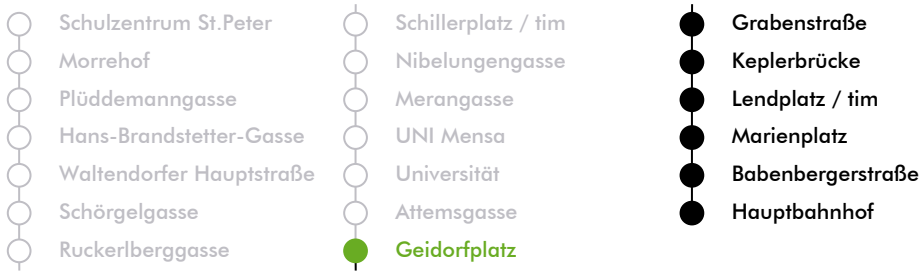 Schulzentrum St.Peter
Morrehof
Plüddemanngasse
Hans-Brandstetter-Gasse
Waltendorfer Hauptstraße
Schörgelgasse
Ruckerlberggasse
Schillerplatz / tim
Nibelungengasse
Merangasse
UNI Mensa
Universität
Attemsgasse
Geidorfplatz
Grabenstraße
Keplerbrücke
Lendplatz / tim
Marienplatz
Babenbergerstraße
Hauptbahnhof